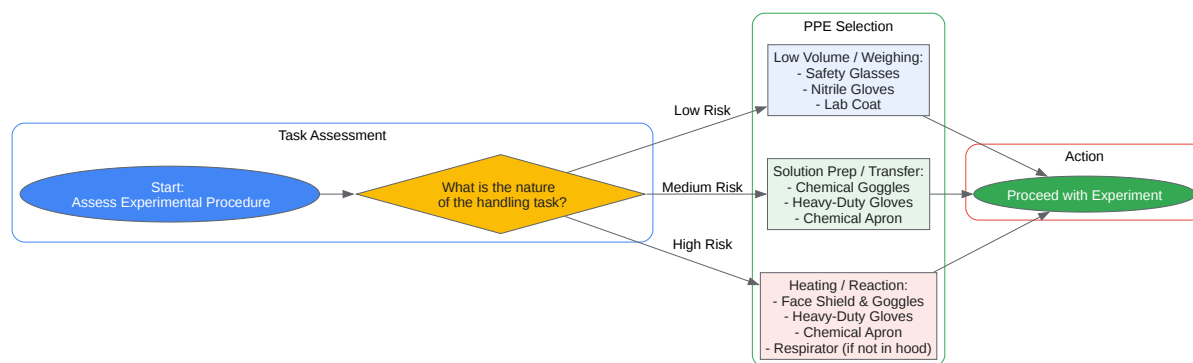 Task Assessment
Start:
Assess Experimental Procedure
What is the nature
of the handling task?
Low Risk
Medium Risk
High Risk
PPE Selection
Low Volume / Weighing:
- Safety Glasses
- Nitrile Gloves
- Lab Coat
Solution Prep / Transfer:
- Chemical Goggles
- Heavy-Duty Gloves
- Chemical Apron
Heating / Reaction:
- Face Shield & Goggles
- Heavy-Duty Gloves
- Chemical Apron
- Respirator (if not in hood)
Action
Proceed with Experiment